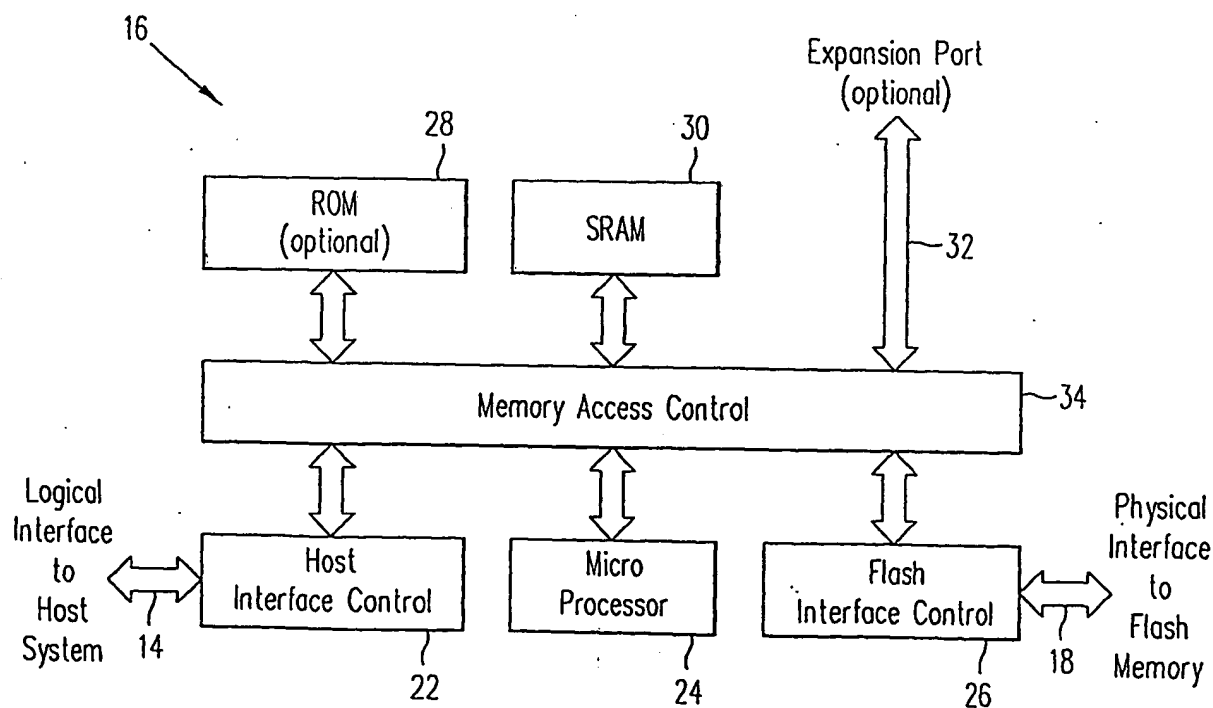 16
Expansion Port
(optional)
28
30
ROM
(optional)
SRAM
32
Memory Access Control
34
Logical
Interface
to
Host
System
14
Host
Interface Control
22
Micro
Processor
24
Flash
Interface Control
26
18
Physical
Interface
to
Flash
Memory